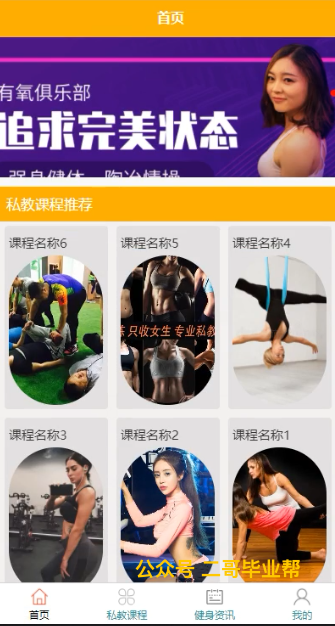 首页
有氧俱乐部
追求完美状态
强身健体 陶冶情操
私教课程推荐
课程名称6
课程名称5
课程名称4
只收女生 专业私教
课程名称3
课程名称2
课程名称1
公众号 二哥毕业帮
首页
私教课程
健身资讯
我的